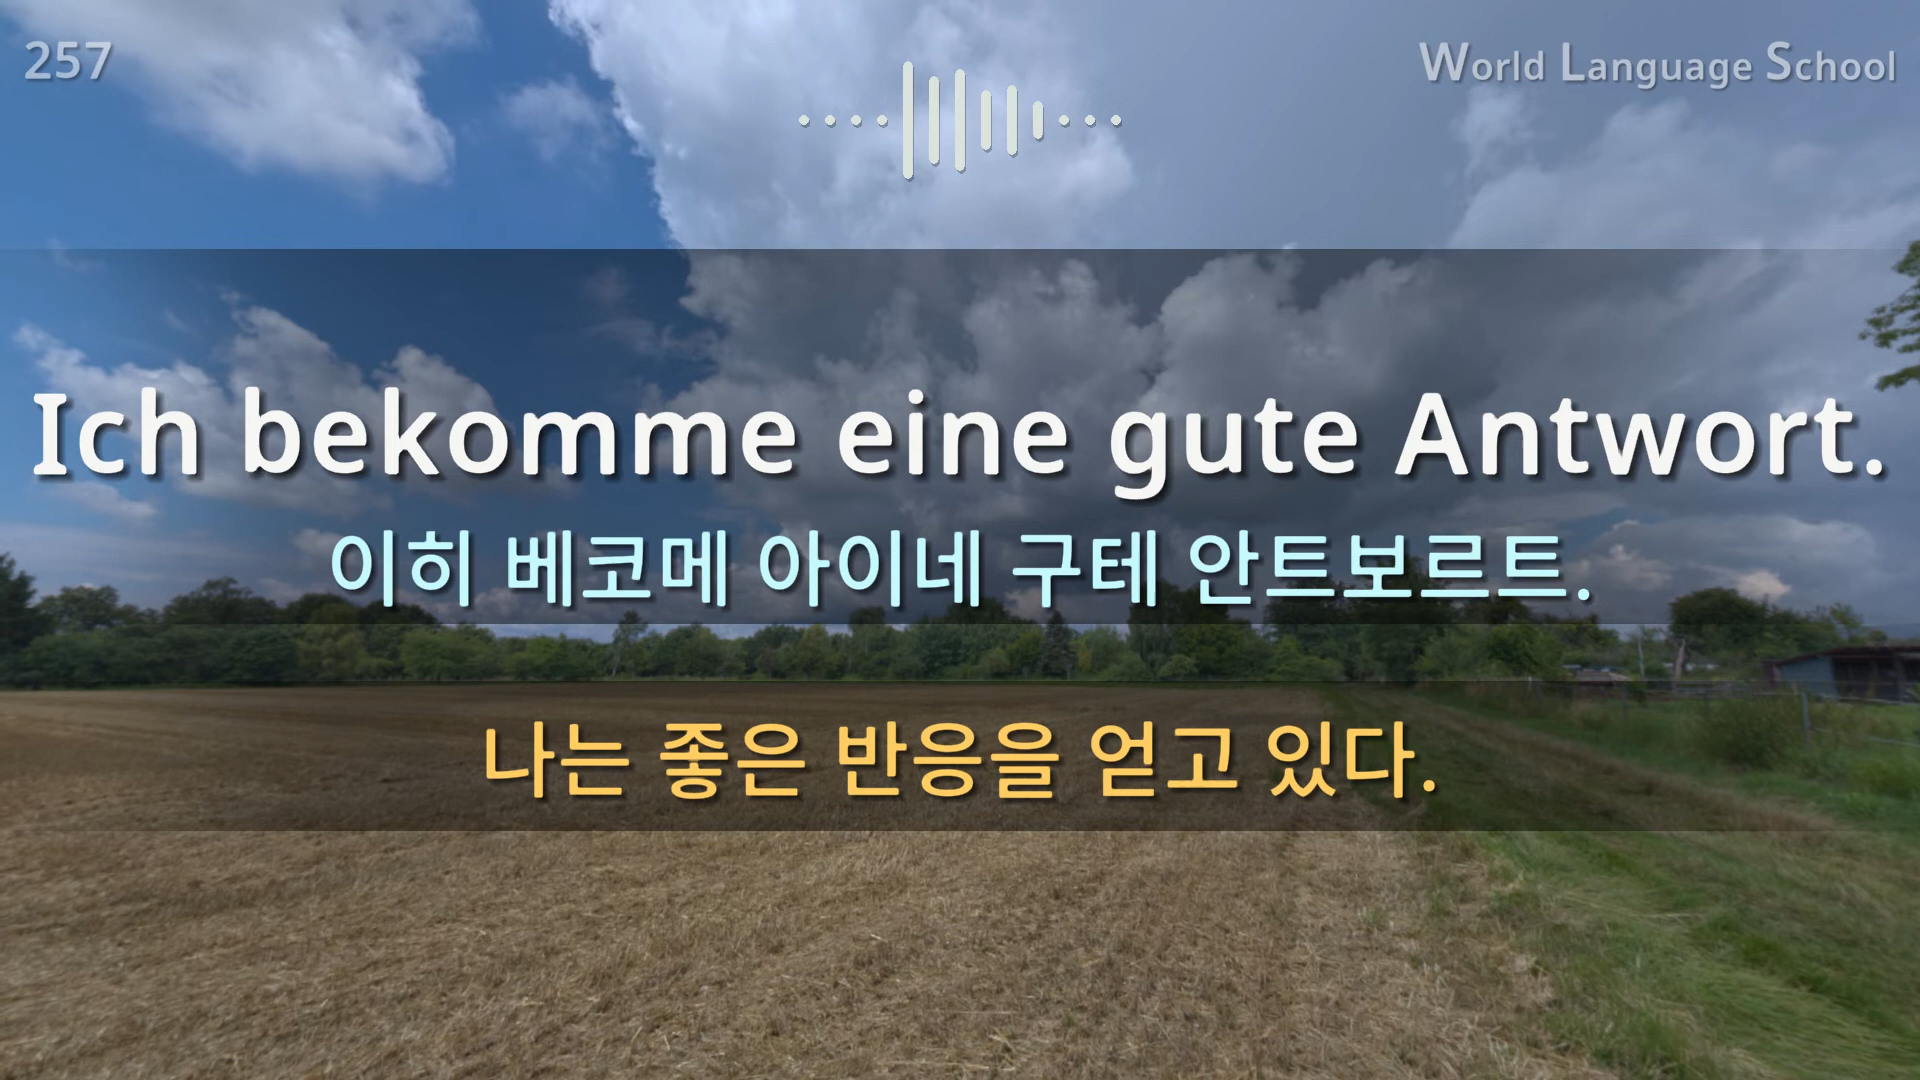 257
World Language School
Ich bekomme eine gute Antwort.
이히 베코메 아이네 구테 안트보르트.
나는 좋은 반응을 얻고 있다.